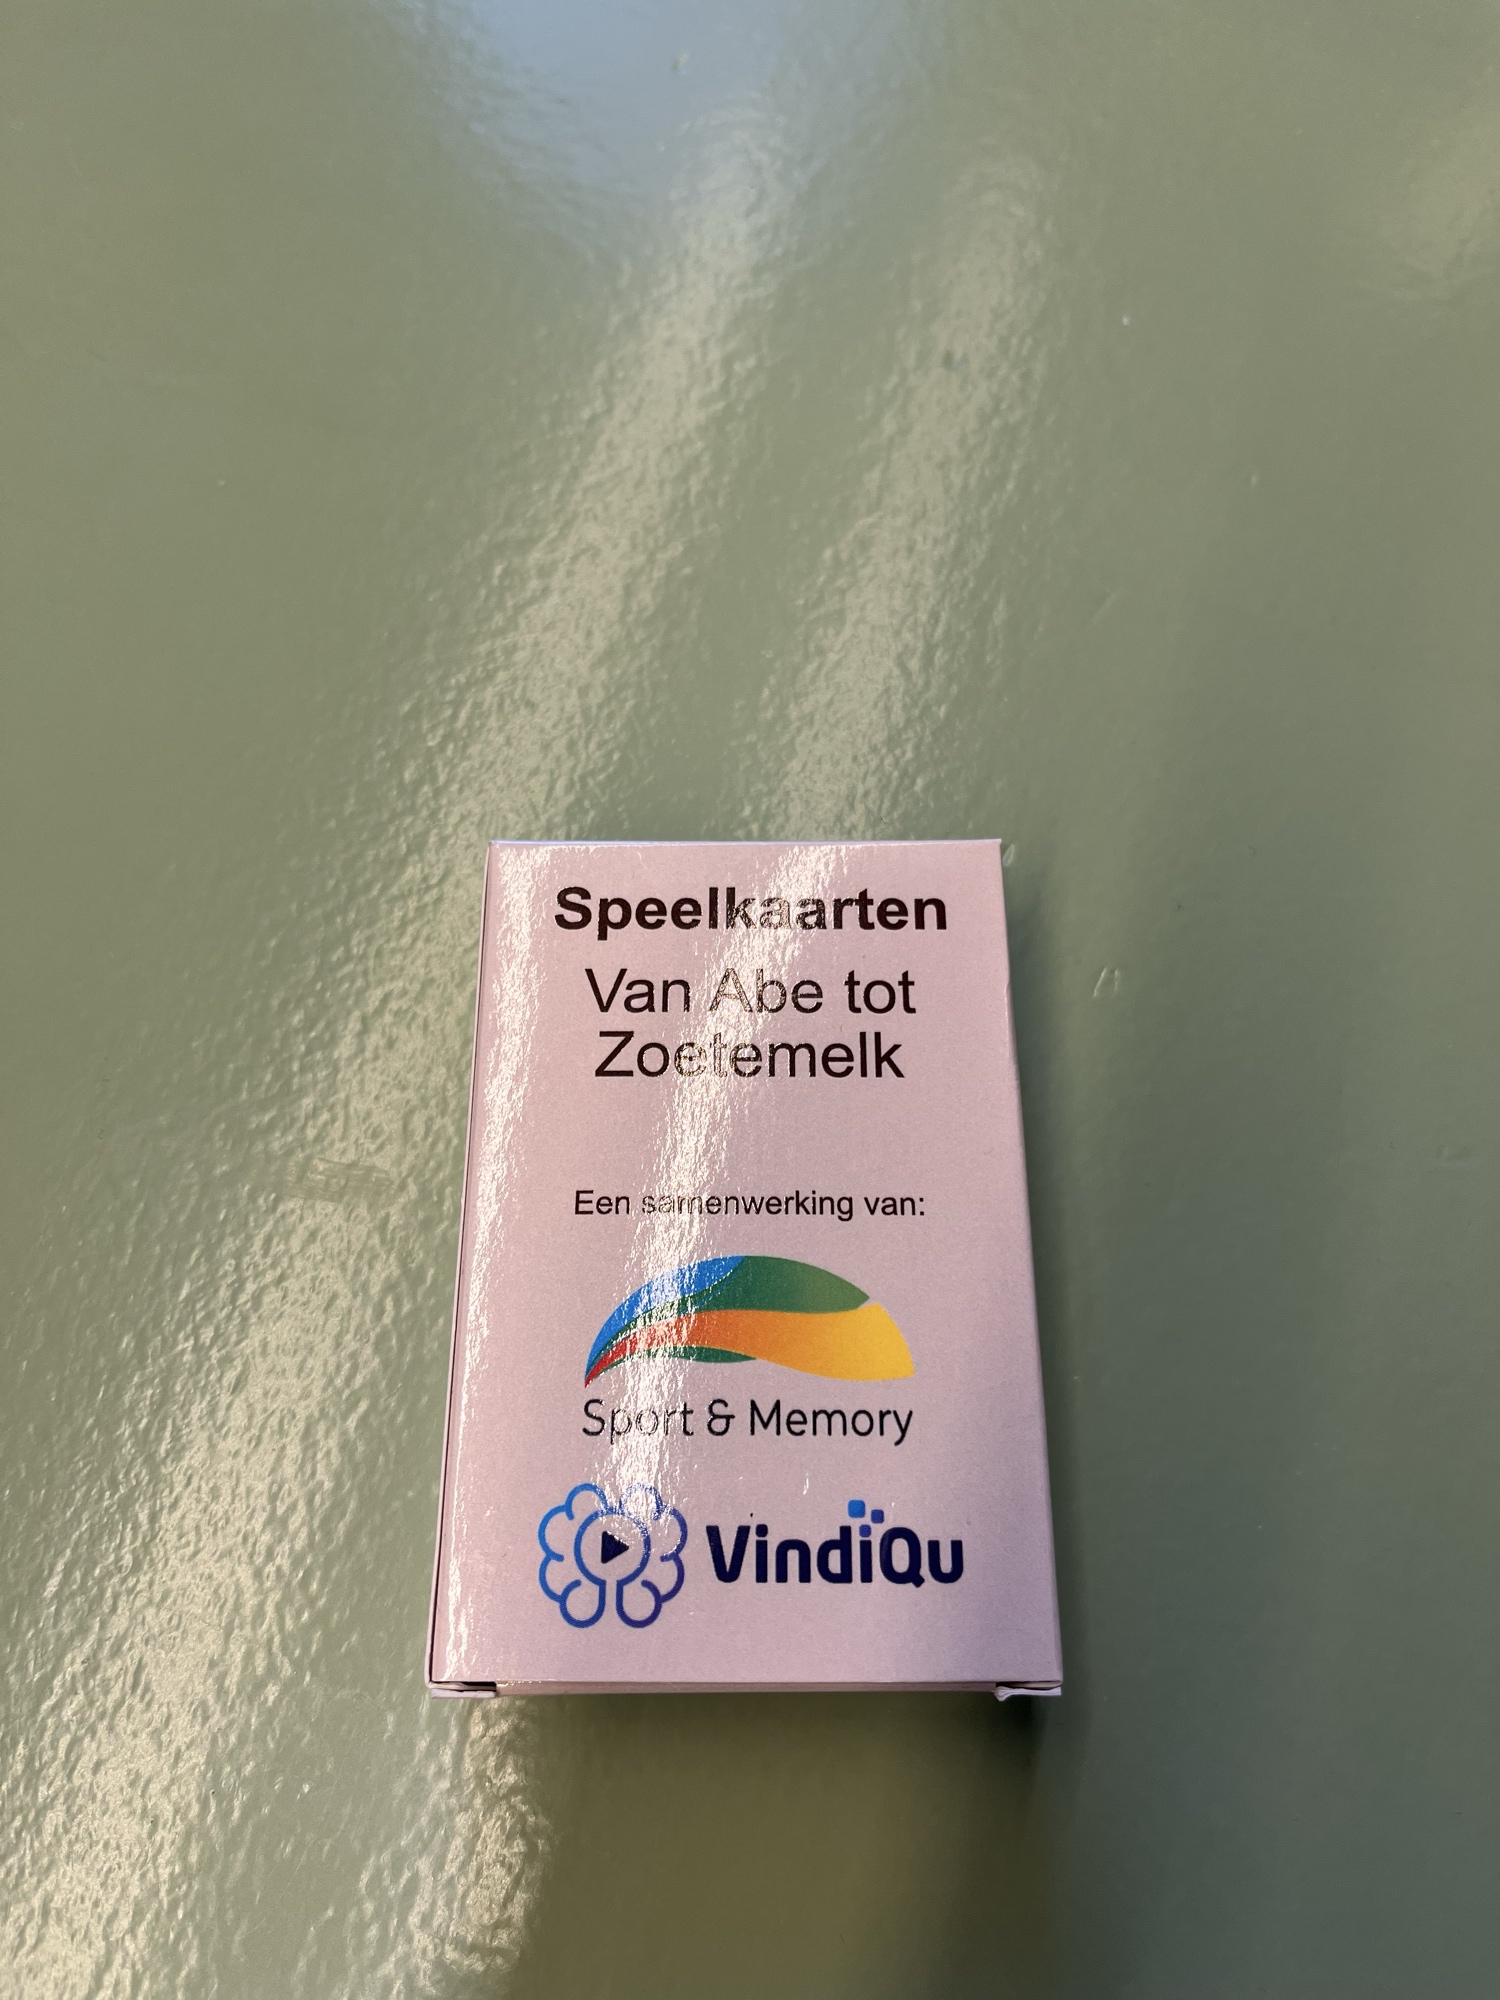 Speelkaarten
Van Abe tot
Zoetemelk
Een samenwerking van:
Sport & Memory
VindiQu